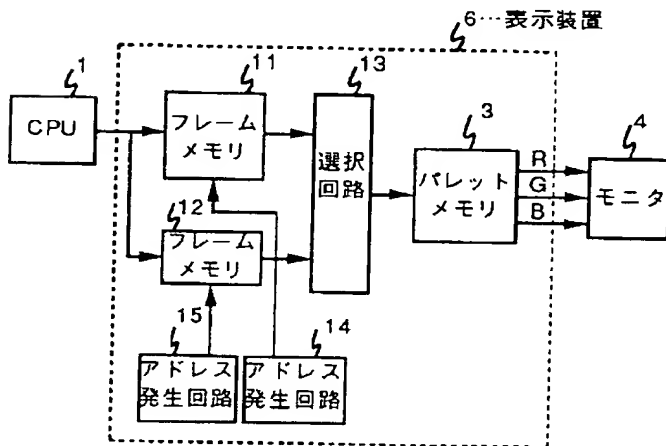 6…表示装置
1
11
13
CPU
フレーム
メモリ
選択
回路
3
パレット
メモリ
R
G
B
4
モニタ
12
フレーム
メモリ
15
アドレス
発生回路
14
アドレス
発生回路